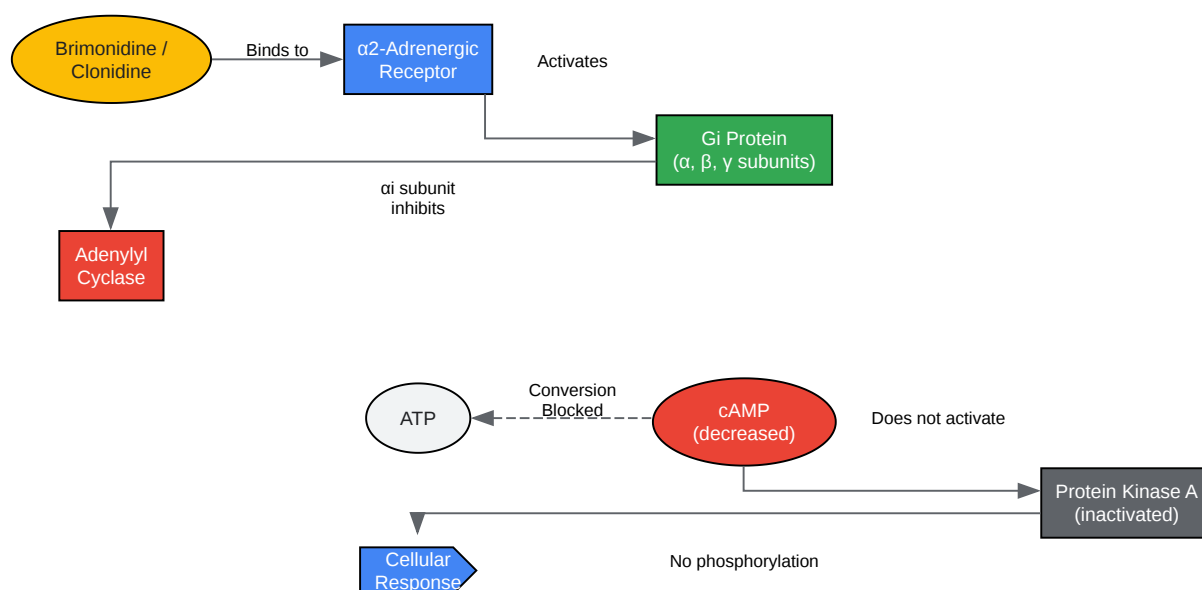 Brimonidine /
Clonidine
Binds to
α2-Adrenergic
Receptor
Activates
Gi Protein
(α, β, γ subunits)
αi subunit
inhibits
Adenylyl
Cyclase
ATP
Conversion
Blocked
cAMP
(decreased)
Does not activate
Protein Kinase A
(inactivated)
No phosphorylation
Cellular
Response